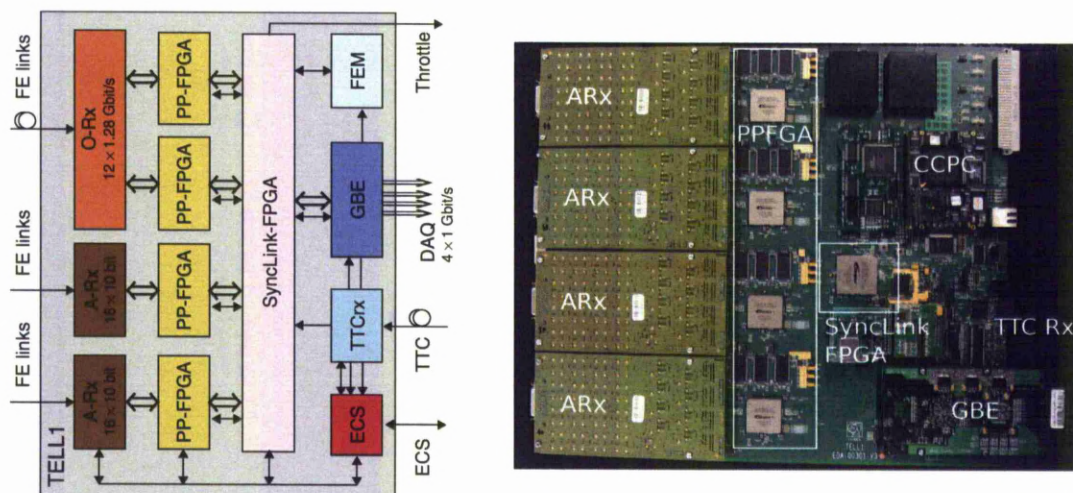 TELL1
FE links
FE links
FE links
A-Rx
16 × 10 bit
A-Rx
16 × 10 bit
O-Rx
12 × 1.28 Gbit/s
PP-FPGA
PP-FPGA
PP-FPGA
PP-FPGA
SyncLink-FPGA
ECS
TTCrx
GBE
FEM
ECS
TTC
DAQ
4 × 1 Gbit/s
Throttle
ARx
ARx
ARx
ARx
PPFGA
CCPC
SyncLink
FPGA
TTC Rx
GBE
TELL1